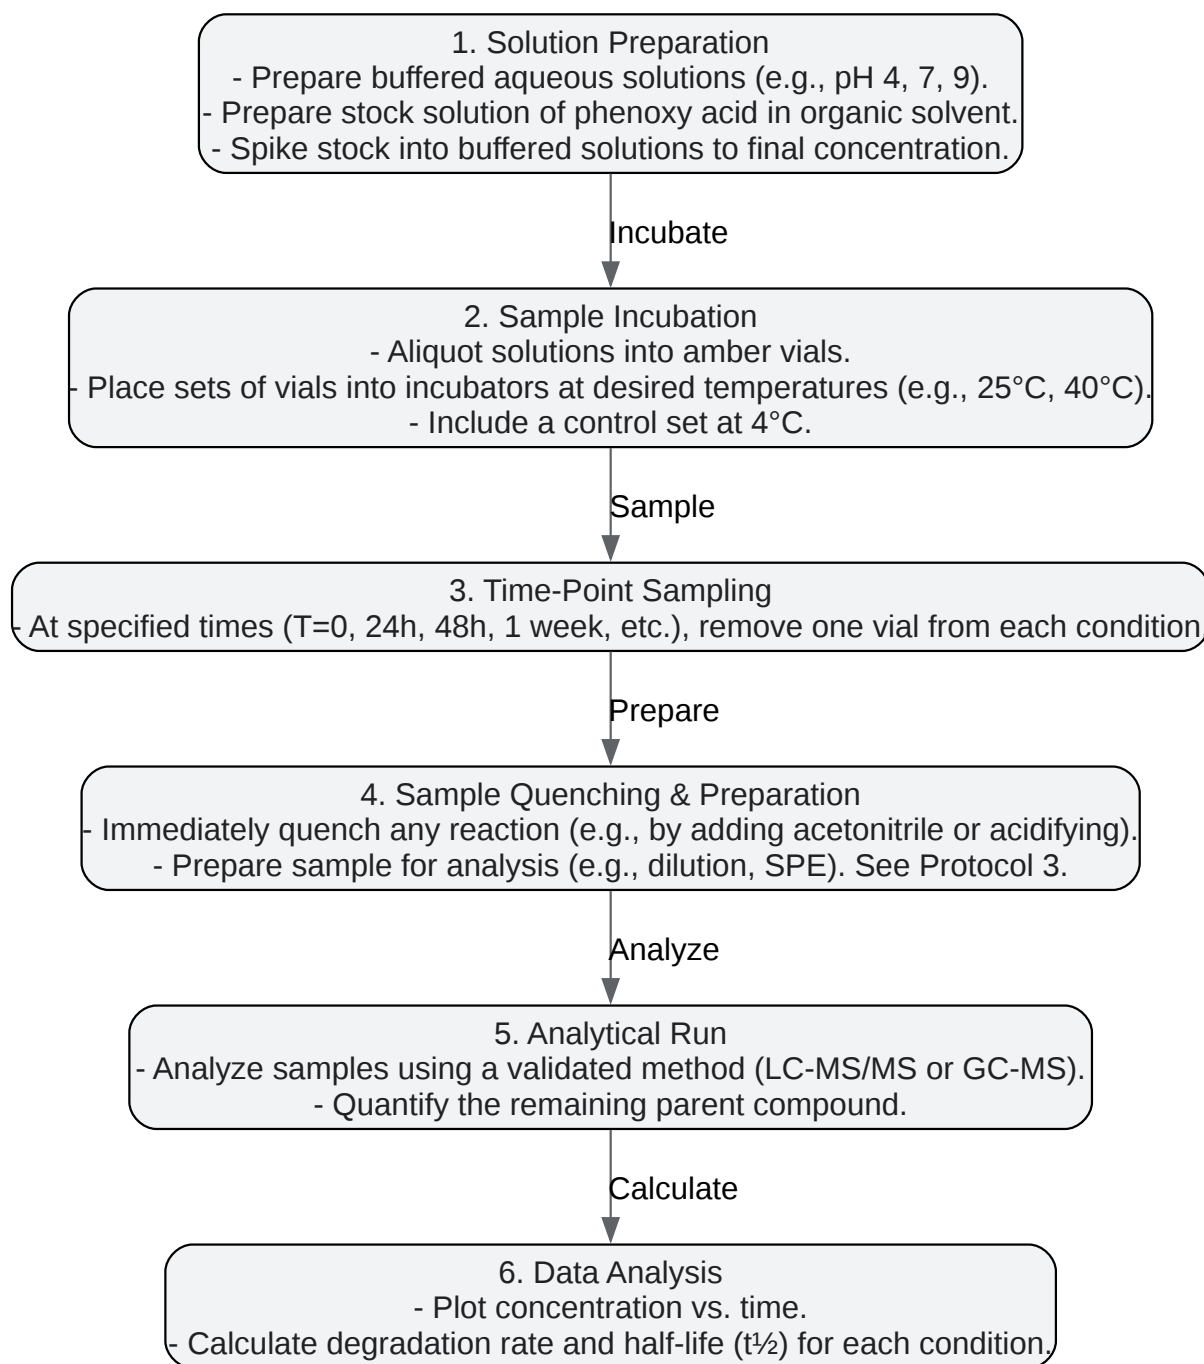 1. Solution Preparation
- Prepare buffered aqueous solutions (e.g., pH 4, 7, 9).
- Prepare stock solution of phenoxy acid in organic solvent.
- Spike stock into buffered solutions to final concentration.
Incubate
2. Sample Incubation
- Aliquot solutions into amber vials.
- Place sets of vials into incubators at desired temperatures (e.g., 25°C, 40°C).
- Include a control set at 4°C.
Sample
3. Time-Point Sampling
- At specified times (T=0, 24h, 48h, 1 week, etc.), remove one vial from each condition.
Prepare
4. Sample Quenching & Preparation
- Immediately quench any reaction (e.g., by adding acetonitrile or acidifying).
- Prepare sample for analysis (e.g., dilution, SPE). See Protocol 3.
Analyze
5. Analytical Run
- Analyze samples using a validated method (LC-MS/MS or GC-MS).
- Quantify the remaining parent compound.
Calculate
6. Data Analysis
- Plot concentration vs. time.
- Calculate degradation rate and half-life (t½) for each condition.